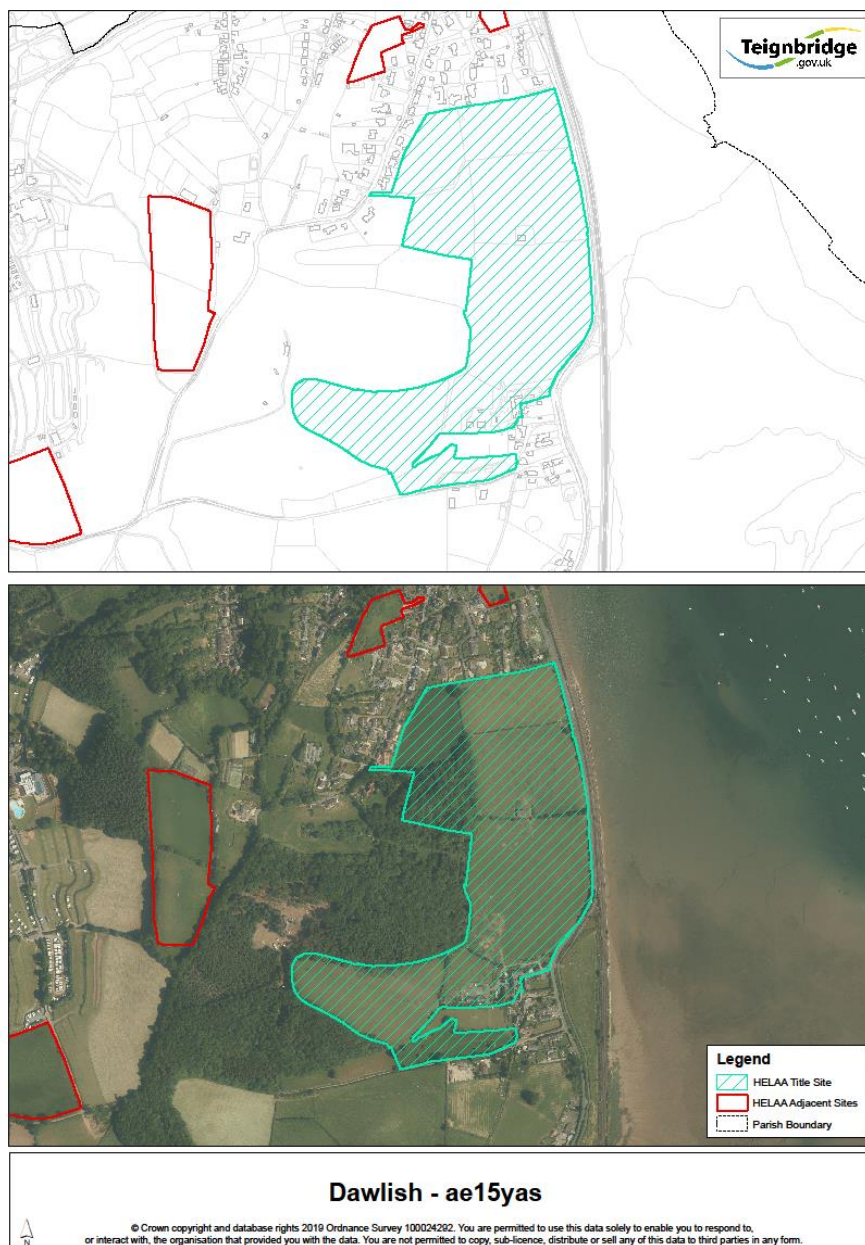 Teignbridge
.gov.uk
Legend
HELAA Title Site
HELAA Adjacent Sites
Parish Boundary
Dawlish - ae15yas
N
© Crown copyright and database rights 2019 Ordnance Survey 100024292. You are permitted to use this data solely to enable you to respond to,
or interact with, the organisation that provided you with the data. You are not permitted to copy, sub-licence, distribute or sell any of this data to third parties in any form.